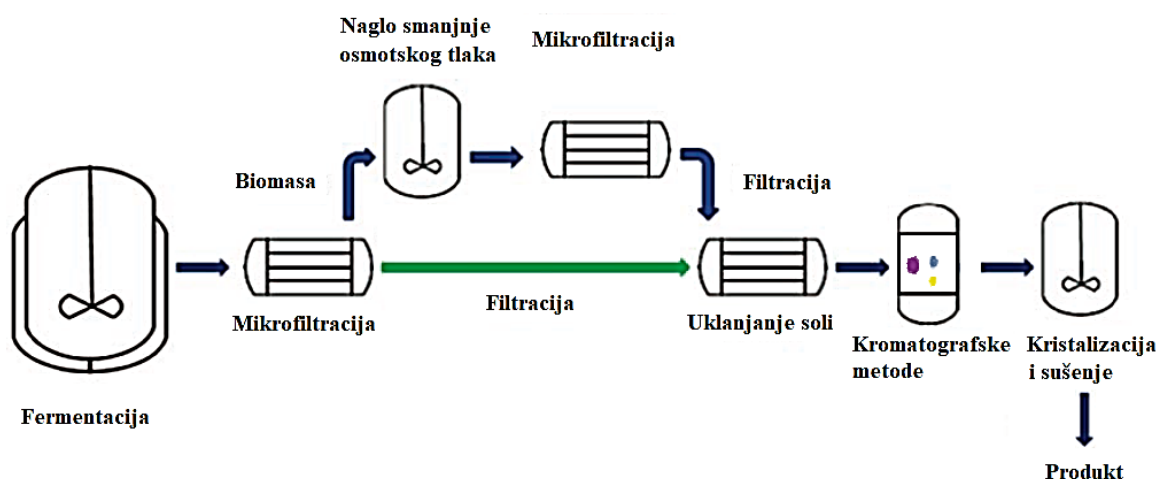 Naglo smanjnje
osmotskog tlaka
Mikrofiltracija
Biomasa
Filtracija
Mikrofiltracija
Filtracija
Uklanjanje soli
Kromatografske
metode
Kristalizacija
i sušenje
Fermentacija
Produkt